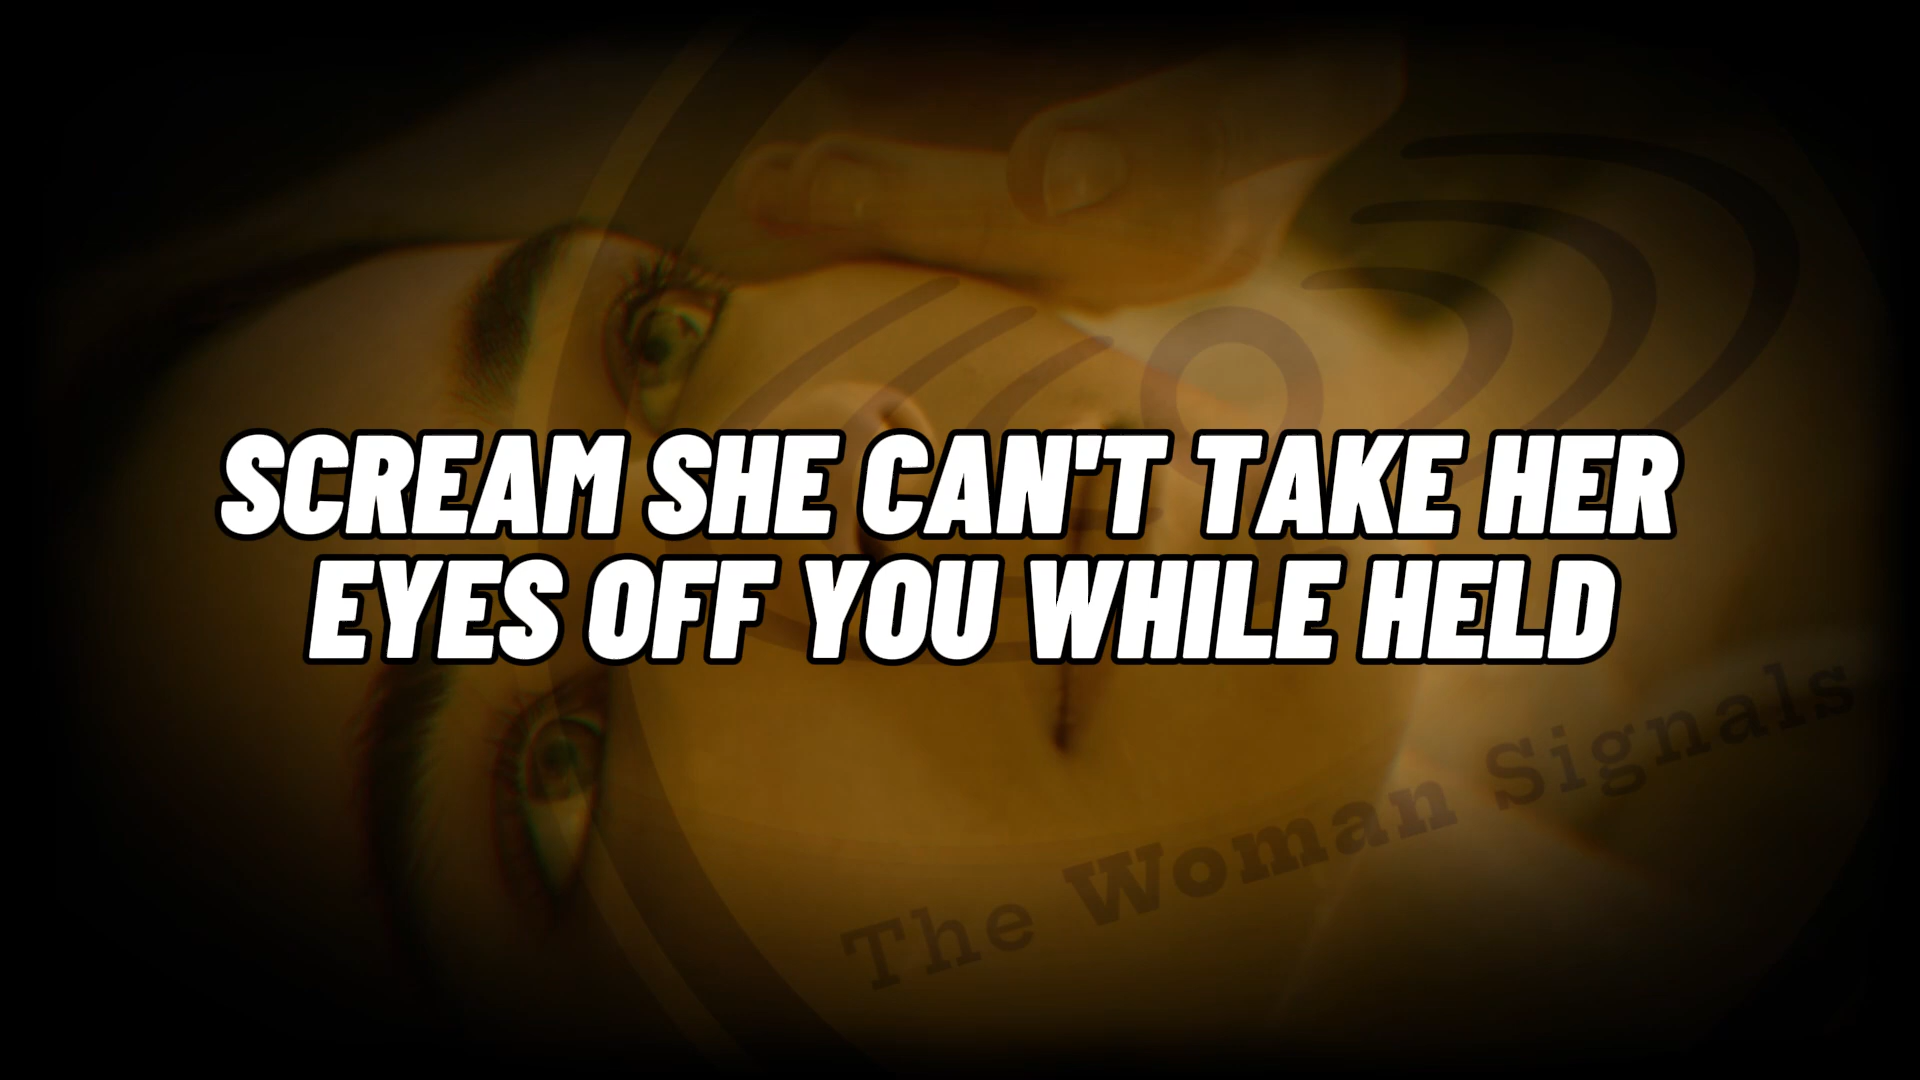 SCREAM SHE CAN'T TAKE HER
EYES OFF YOU WHILE HELD
The Woman Signals